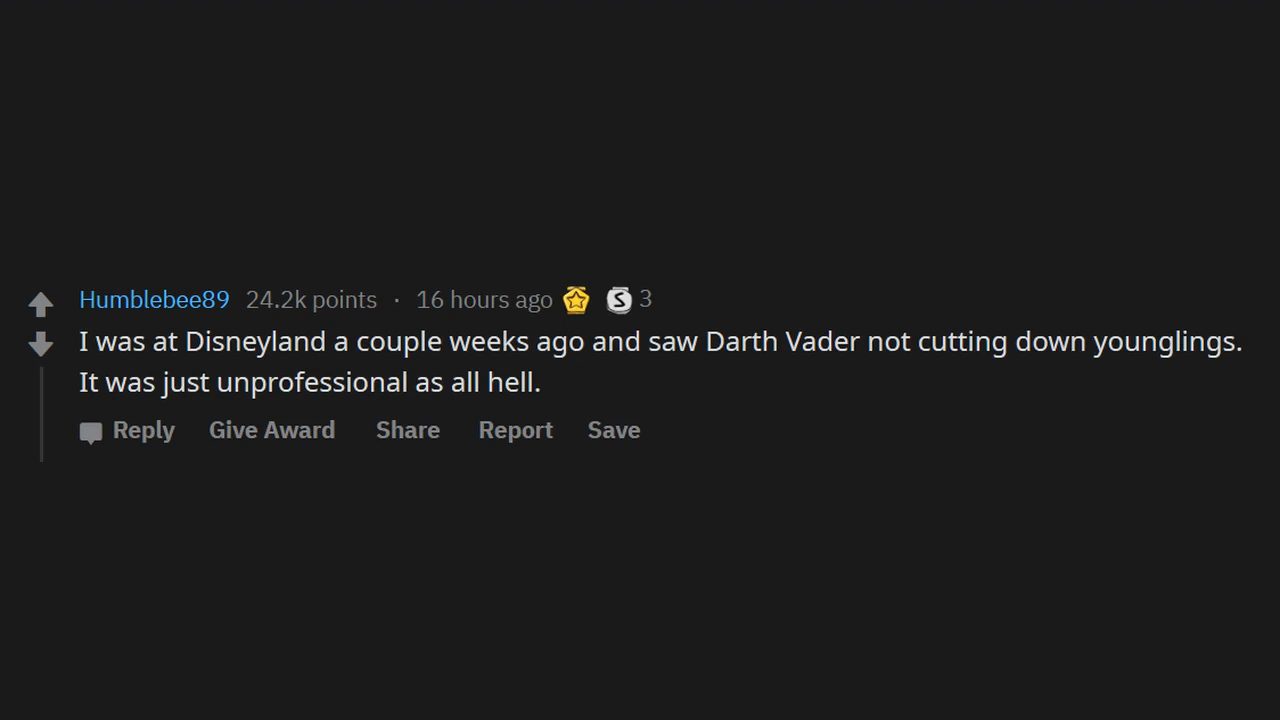 Humblebee89 24.2k points · 16 hours ago S 3
I was at Disneyland a couple weeks ago and saw Darth Vader not cutting down younglings.
It was just unprofessional as all hell.
Reply Give Award Share Report Save